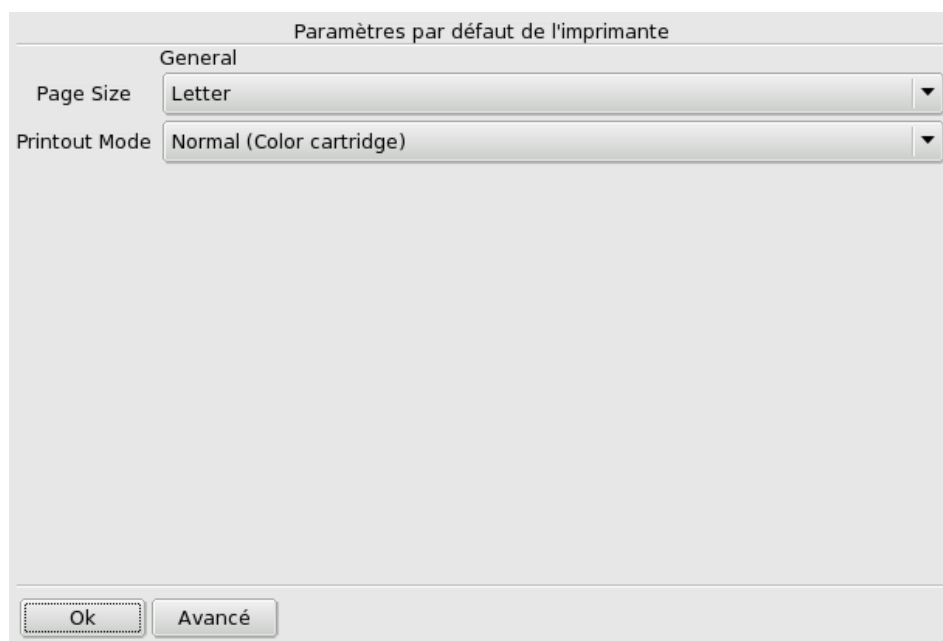 Paramètres par défaut de l'imprimante
General
Page Size Letter
Printout Mode Normal (Color cartridge)
Ok Avancé